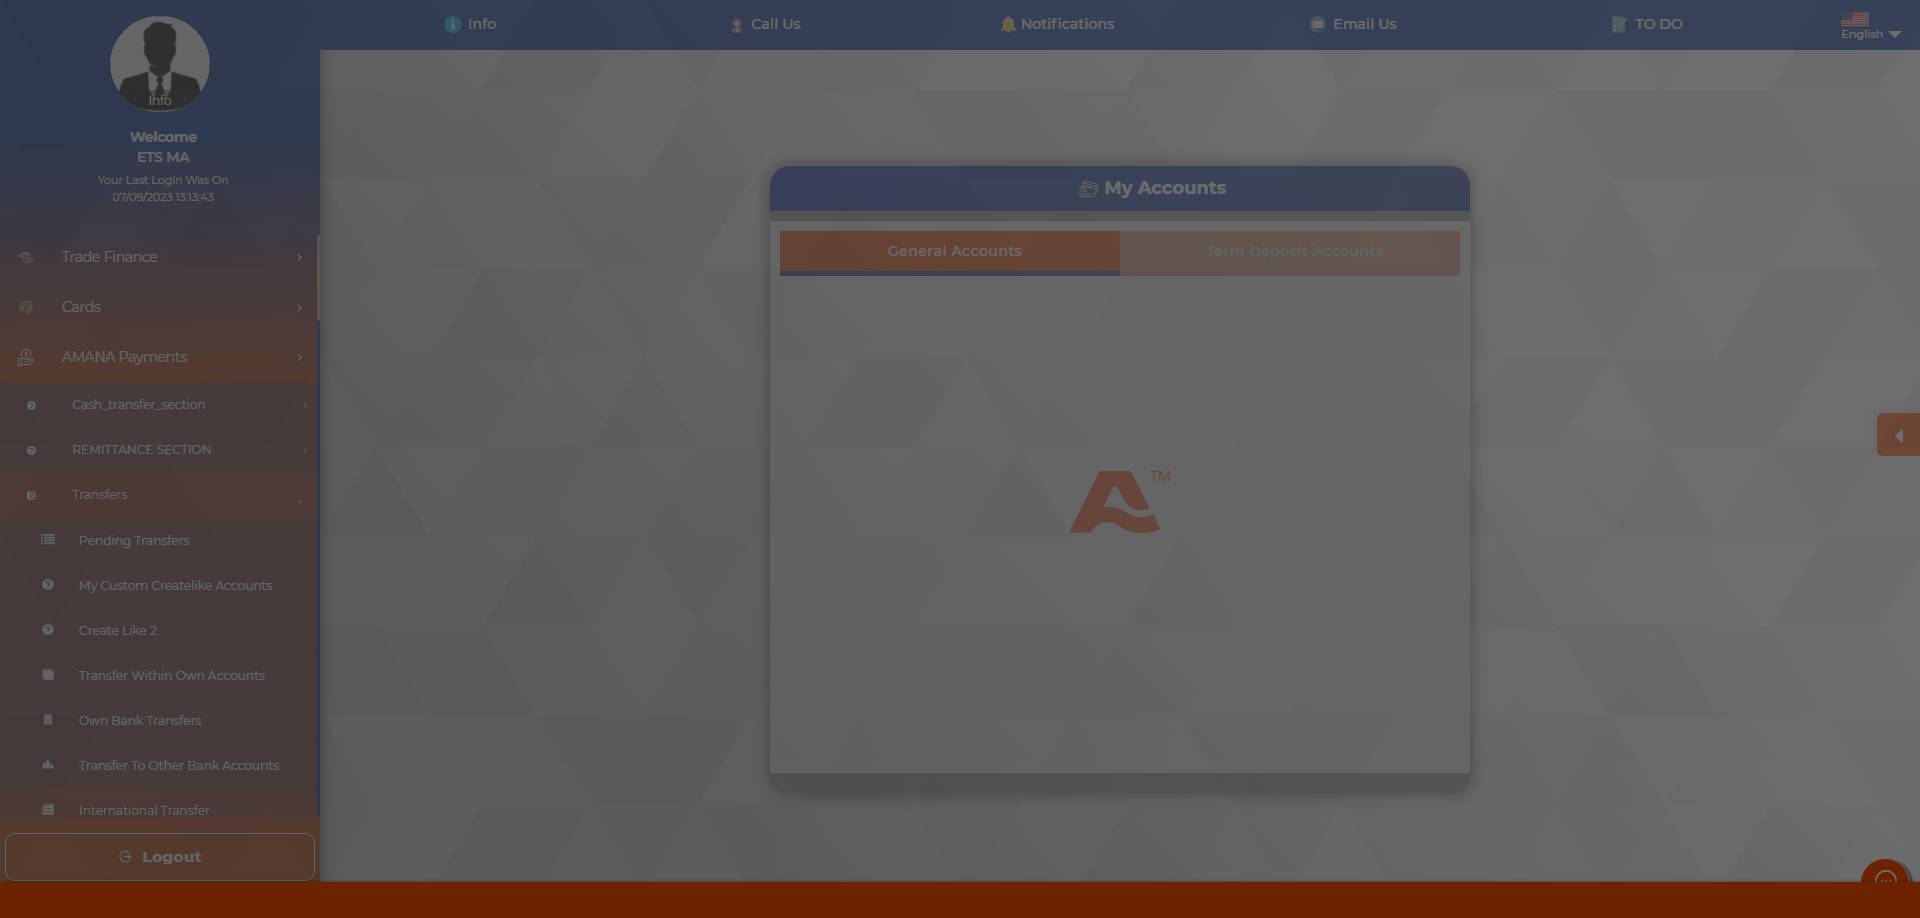 Info
Call Us
Notifications
Email Us
TO DO
English
Info
Welcome
ETS MA
Your Last Login Was On
07/09/2023 13:13:43
Trade Finance
Cards
AMANA Payments
Cash_transfer_section
REMITTANCE SECTION
Transfers
Pending Transfers
My Custom Createlike Accounts
Create Like 2
Transfer Within Own Accounts
Own Bank Transfers
Transfer To Other Bank Accounts
International Transfer
Logout
My Accounts
General Accounts
Term Deposit Accounts
TM